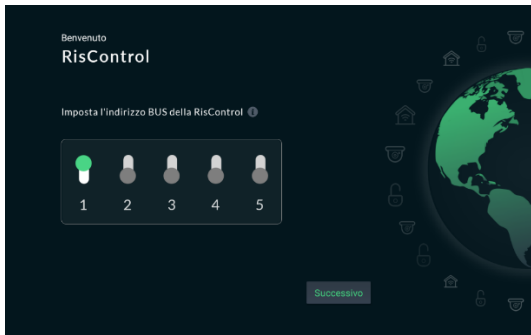 Benvenuto
RisControl
Imposta l'indirizzo BUS della RisControl
1 2 3 4 5
Successivo